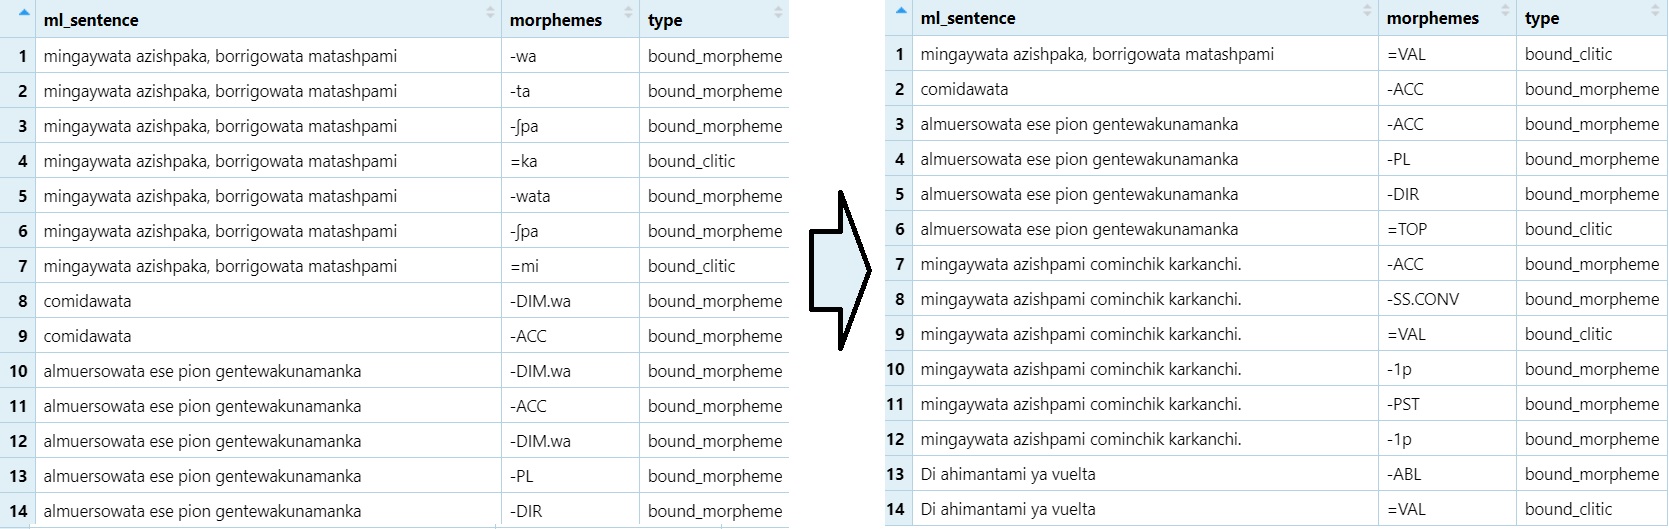 ml_sentence morphemes type
1 mingaywata azishpaka, borrigowata matashpami -wa bound_morpheme
2 mingaywata azishpaka, borrigowata matashpami -ta bound_morpheme
3 mingaywata azishpaka, borrigowata matashpami -ʃpa bound_morpheme
4 mingaywata azishpaka, borrigowata matashpami =ka bound_clitic
5 mingaywata azishpaka, borrigowata matashpami -wata bound_morpheme
6 mingaywata azishpaka, borrigowata matashpami -ʃpa bound_morpheme
7 mingaywata azishpaka, borrigowata matashpami =mi bound_clitic
8 comidawata -DIM.wa bound_morpheme
9 comidawata -ACC bound_morpheme
10 almuersowata ese pion gentewakunamanka -DIM.wa bound_morpheme
11 almuersowata ese pion gentewakunamanka -ACC bound_morpheme
12 almuersowata ese pion gentewakunamanka -DIM.wa bound_morpheme
13 almuersowata ese pion gentewakunamanka -PL bound_morpheme
14 almuersowata ese pion gentewakunamanka -DIR bound_morpheme
ml_sentence morphemes type
1 mingaywata azishpaka, borrigowata matashpami =VAL bound_clitic
2 comidawata -ACC bound_morpheme
3 almuersowata ese pion gentewakunamanka -ACC bound_morpheme
4 almuersowata ese pion gentewakunamanka -PL bound_morpheme
5 almuersowata ese pion gentewakunamanka -DIR bound_morpheme
6 almuersowata ese pion gentewakunamanka =TOP bound_clitic
7 mingaywata azishpami cominchik karkanchi. -ACC bound_morpheme
8 mingaywata azishpami cominchik karkanchi. -SS.CONV bound_morpheme
9 mingaywata azishpami cominchik karkanchi. =VAL bound_clitic
10 mingaywata azishpami cominchik karkanchi. -1p bound_morpheme
11 mingaywata azishpami cominchik karkanchi. -PST bound_morpheme
12 mingaywata azishpami cominchik karkanchi. -1p bound_morpheme
13 Di ahimantami ya vuelta -ABL bound_morpheme
14 Di ahimantami ya vuelta =VAL bound_clitic